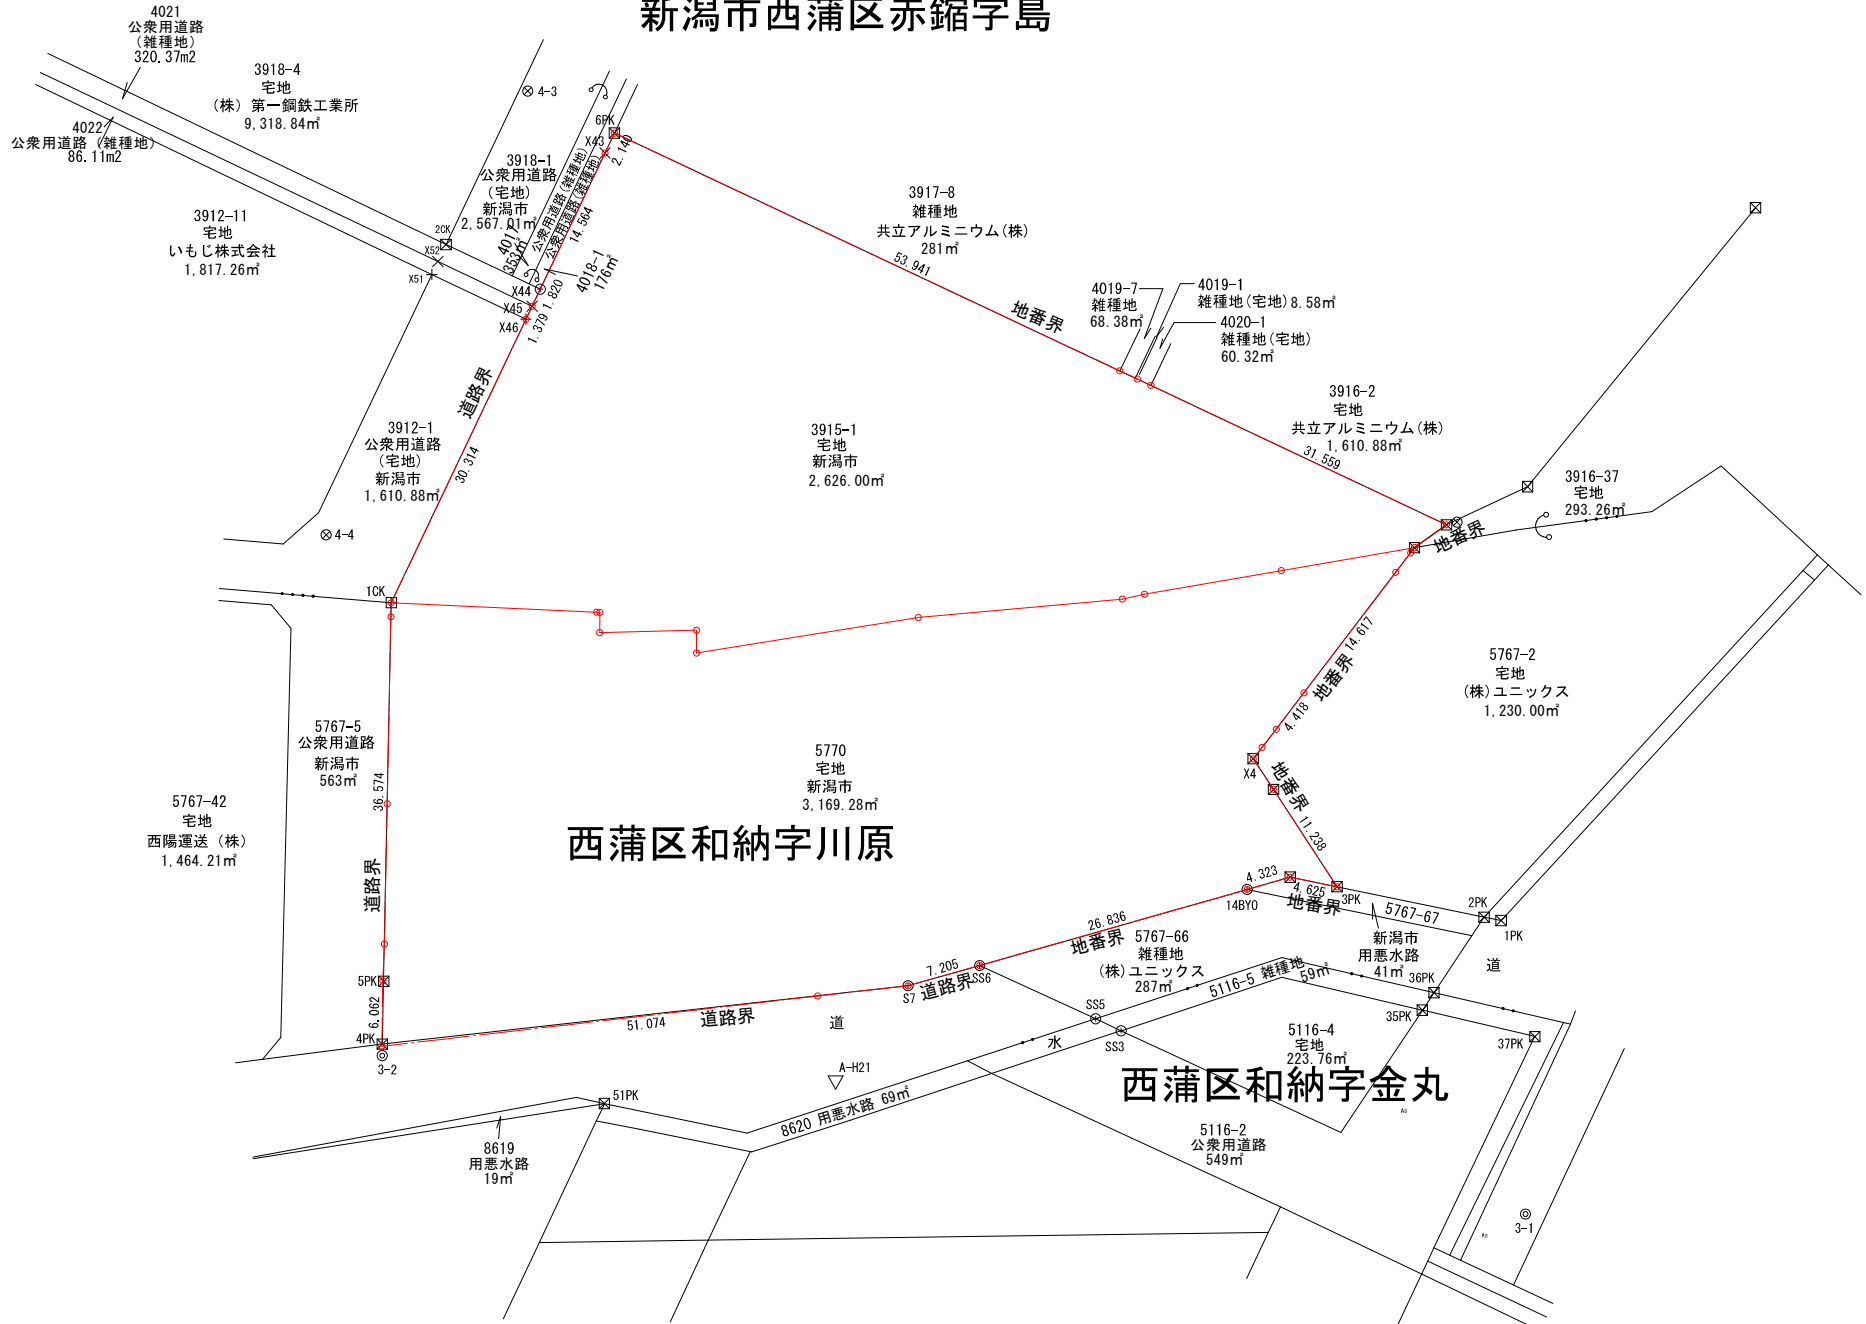 新潟市西蒲区赤鏥字島
4021
公衆用道路
(雑種地)
320.37m2
3918-4
宅地
(株) 第一鋼鉄工業所
9,318.84㎡
4022
公衆用道路 (雑種地)
86.11m2
4-3
6PK
X43
2.140
3918-1
公衆用道路
(宅地)
新潟市
2,567.01㎡
公衆用道路(雑種地)
公衆用道路(雑種地)
14.564
353㎡
4018-1
176㎡
3912-11
宅地
いもじ株式会社
1,817.26㎡
2CK
X52
X51
X44
X45
X46
1.820
1.379
3917-8
雑種地
共立アルミニウム(株)
281㎡
53.941
地番界
4019-7
雑種地
68.38㎡
4019-1
雑種地(宅地)8.58㎡
4020-1
雑種地(宅地)
60.32㎡
道路界
30.314
3912-1
公衆用道路
(宅地)
新潟市
1,610.88㎡
4-4
3915-1
宅地
新潟市
2,626.00㎡
3916-2
宅地
共立アルミニウム(株)
1,610.88㎡
31.559
3916-37
宅地
293.26㎡
地番界
1CK
14.617
地番界
4.418
5767-2
宅地
(株)ユニックス
1,230.00㎡
5767-5
公衆用道路
新潟市
563㎡
36.574
5767-42
宅地
西陽運送 (株)
1,464.21㎡
5770
宅地
新潟市
3,169.28㎡
西蒲区和納字川原
X4
地番界
11.238
道路界
4.323
4.625
3PK
14BYO
地番界
5767-67
2PK
1PK
26.836
地番界
5767-66
雑種地
(株)ユニックス
287㎡
新潟市
用悪水路
41㎡
道
5PK
6.062
4PK
3-2
7.205
S7
道路界
SS6
51.074
道路界
道
5116-5 雑種地
59㎡
36PK
35PK
37PK
SS5
SS3
水
5116-4
宅地
223.76㎡
A-H21
西蒲区和納字金丸
51PK
8620 用悪水路 69㎡
8619
用悪水路
19㎡
5116-2
公衆用道路
549㎡
As
As
3-1